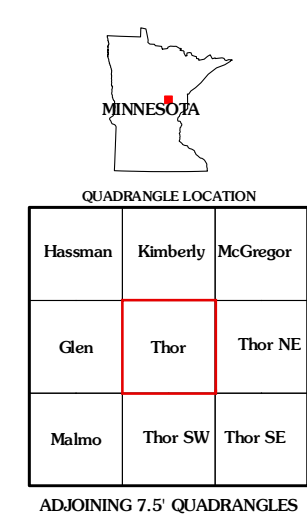 MINNESOTA
QUADRANGLE LOCATION
Hassman Kimberly McGregor
Glen Thor Thor NE
Malmo Thor SW Thor SE
ADJOINING 7.5' QUADRANGLES